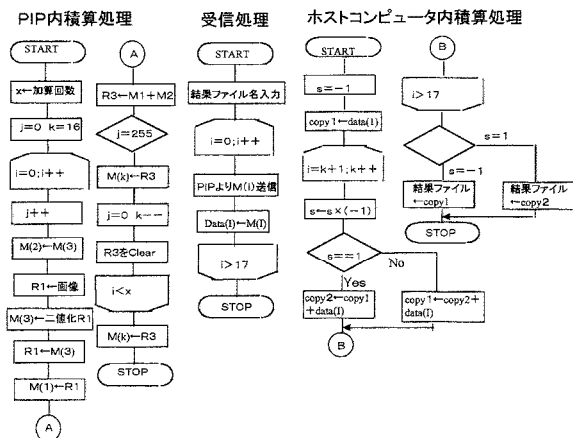 PIP内積算処理
START
x←加算回数
j=0 k=16
i=0;i++
j++
M(2)←M(3)
R1←画像
M(3)←二値化R1
R1←M(3)
M(1)←R1
A
A
R3←M1+M2
j=255
M(k)←R3
j=0 k--
R3をClear
i<x
M(k)←R3
STOP
受信処理
START
結果ファイル名入力
i=0;i++
PIPよりM(i)送信
Data(I)←M(I)
i>17
STOP
ホストコンピュータ内積算処理
START
s=-1
copy1←data(1)
i=k+1;k++
s←s×(-1)
s==1
No
Yes
copy2←copy1
+data(I)
copy1←copy2+
data(I)
B
B
i>17
s=1
s=-1
結果ファイル
←copy1
結果ファイル
←copy2
STOP